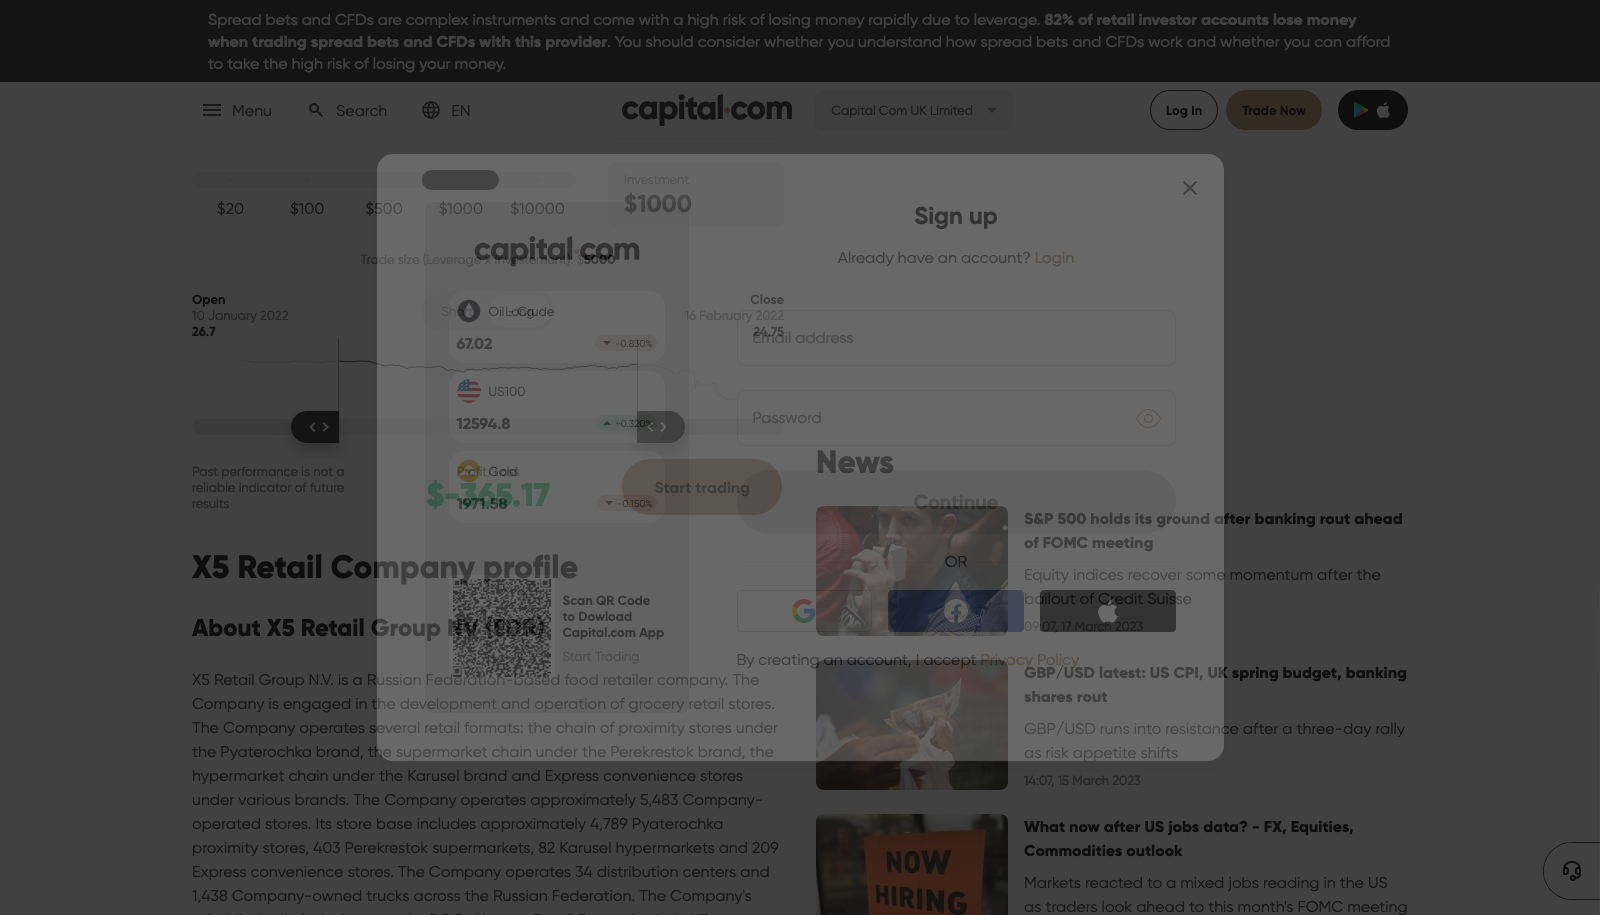 Spread bets and CFDs are complex instruments and come with a high risk of losing money rapidly due to leverage. 82% of retail investor accounts lose money
when trading spread bets and CFDs with this provider. You should consider whether you understand how spread bets and CFDs work and whether you can afford
to take the high risk of losing your money.
Menu
Search
EN
capital.com
Capital Com UK Limited
Log In
Trade Now
$20
$100
$500
$1000
$10000
Investment
$1000
Trade size (Leverage x Investement): $5000
Open
10 January 2022
26.7
Short
Long
Close
16 February 2022
24.75
Past performance is not a
reliable indicator of future
results
$-365.17
Start trading
X5 Retail Company profile
About X5 Retail Group NV
X5 Retail Group N.V. is a Russian Federation-based food retailer company. The
Company is engaged in the development and operation of grocery retail stores.
The Company operates several retail formats: the chain of proximity stores under
the Pyaterochka brand, the supermarket chain under the Perekrestok brand, the
hypermarket chain under the Karusel brand and Express convenience stores
under various brands. The Company operates approximately 5,483 Company-
operated stores. Its store base includes approximately 4,789 Pyaterochka
proximity stores, 403 Perekrestok supermarkets, 82 Karusel hypermarkets and 209
Express convenience stores. The Company operates 34 distribution centers and
1,438 Company-owned trucks across the Russian Federation. The Company's
capital.com
Oil - Crude
67.02
-0.830%
US100
12594.8
+0.320%
Gold
1971.58
-0.150%
Scan QR Code
to Dowload
Capital.com App
Start Trading
Sign up
Already have an account? Login
Email address
Password
Continue
OR
By creating an account, I accept Privacy Policy
News
S&P 500 holds its ground after banking rout ahead
of FOMC meeting
Equity indices recover some momentum after the
bailout of Credit Suisse
09:07, 17 March 2023
GBP/USD latest: US CPI, UK spring budget, banking
shares rout
GBP/USD runs into resistance after a three-day rally
as risk appetite shifts
14:07, 15 March 2023
NOW
HIRING
What now after US jobs data? - FX, Equities,
Commodities outlook
Markets reacted to a mixed jobs reading in the US
as traders look ahead to this month's FOMC meeting